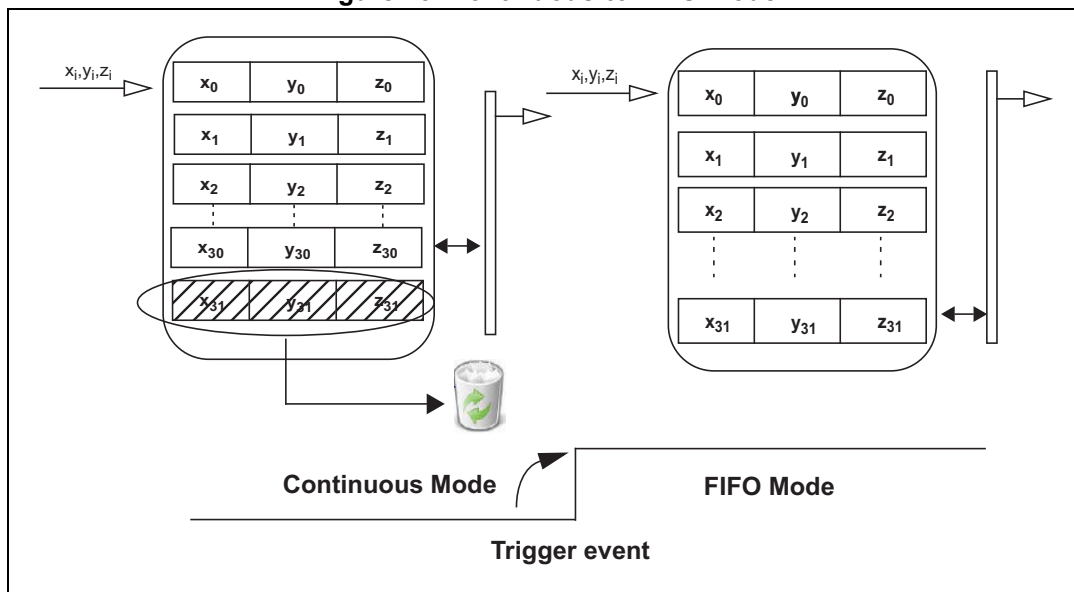 xᵢ,yᵢ,zᵢ
x₀ y₀ z₀
x₁ y₁ z₁
x₂ y₂ z₂
x₃₀ y₃₀ z₃₀
x₃₁ y₃₁ z₃₁
xᵢ,yᵢ,zᵢ
x₀ y₀ z₀
x₁ y₁ z₁
x₂ y₂ z₂
x₃₁ y₃₁ z₃₁
Continuous Mode
FIFO Mode
Trigger event